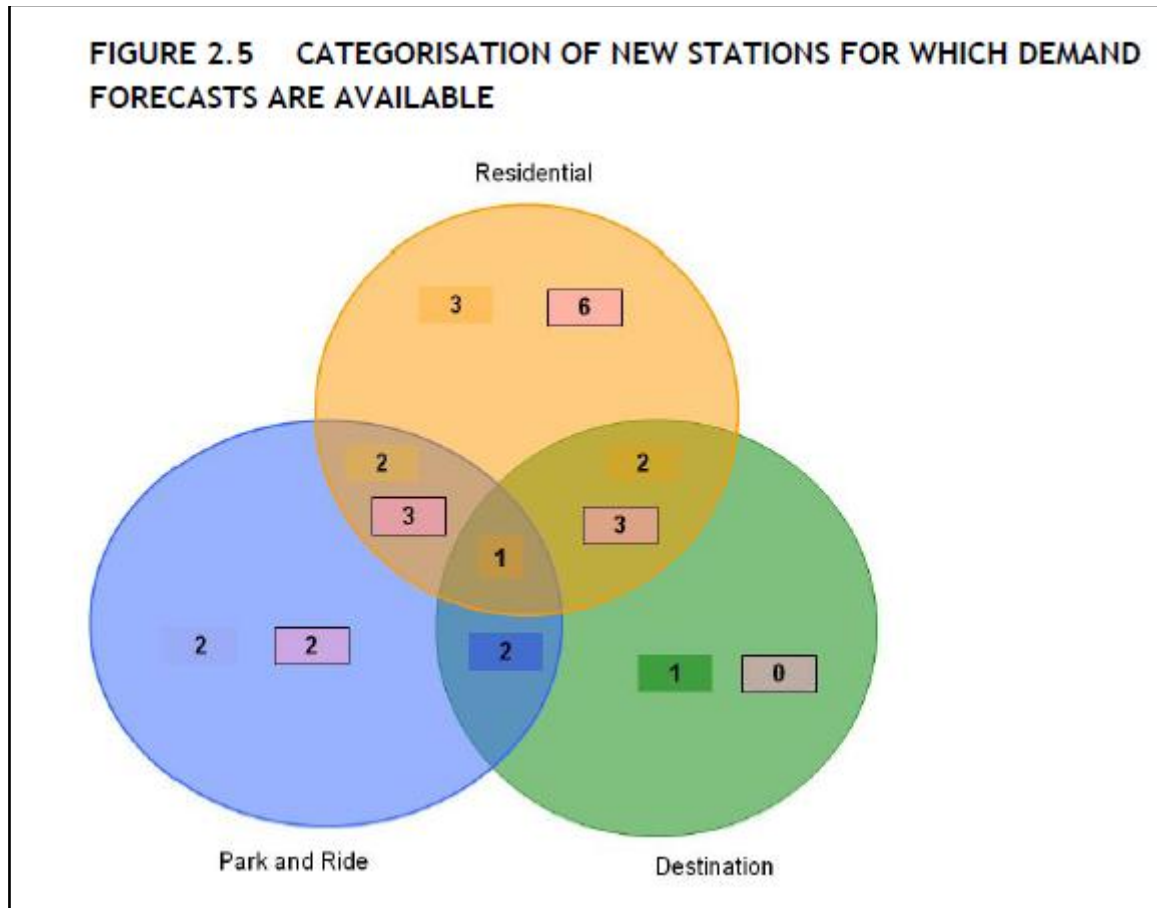 FIGURE 2.5 CATEGORISATION OF NEW STATIONS FOR WHICH DEMAND
FORECASTS ARE AVAILABLE
Residential
3 6
2 2
3 3
1
2 2 2
1 0
Park and Ride
Destination